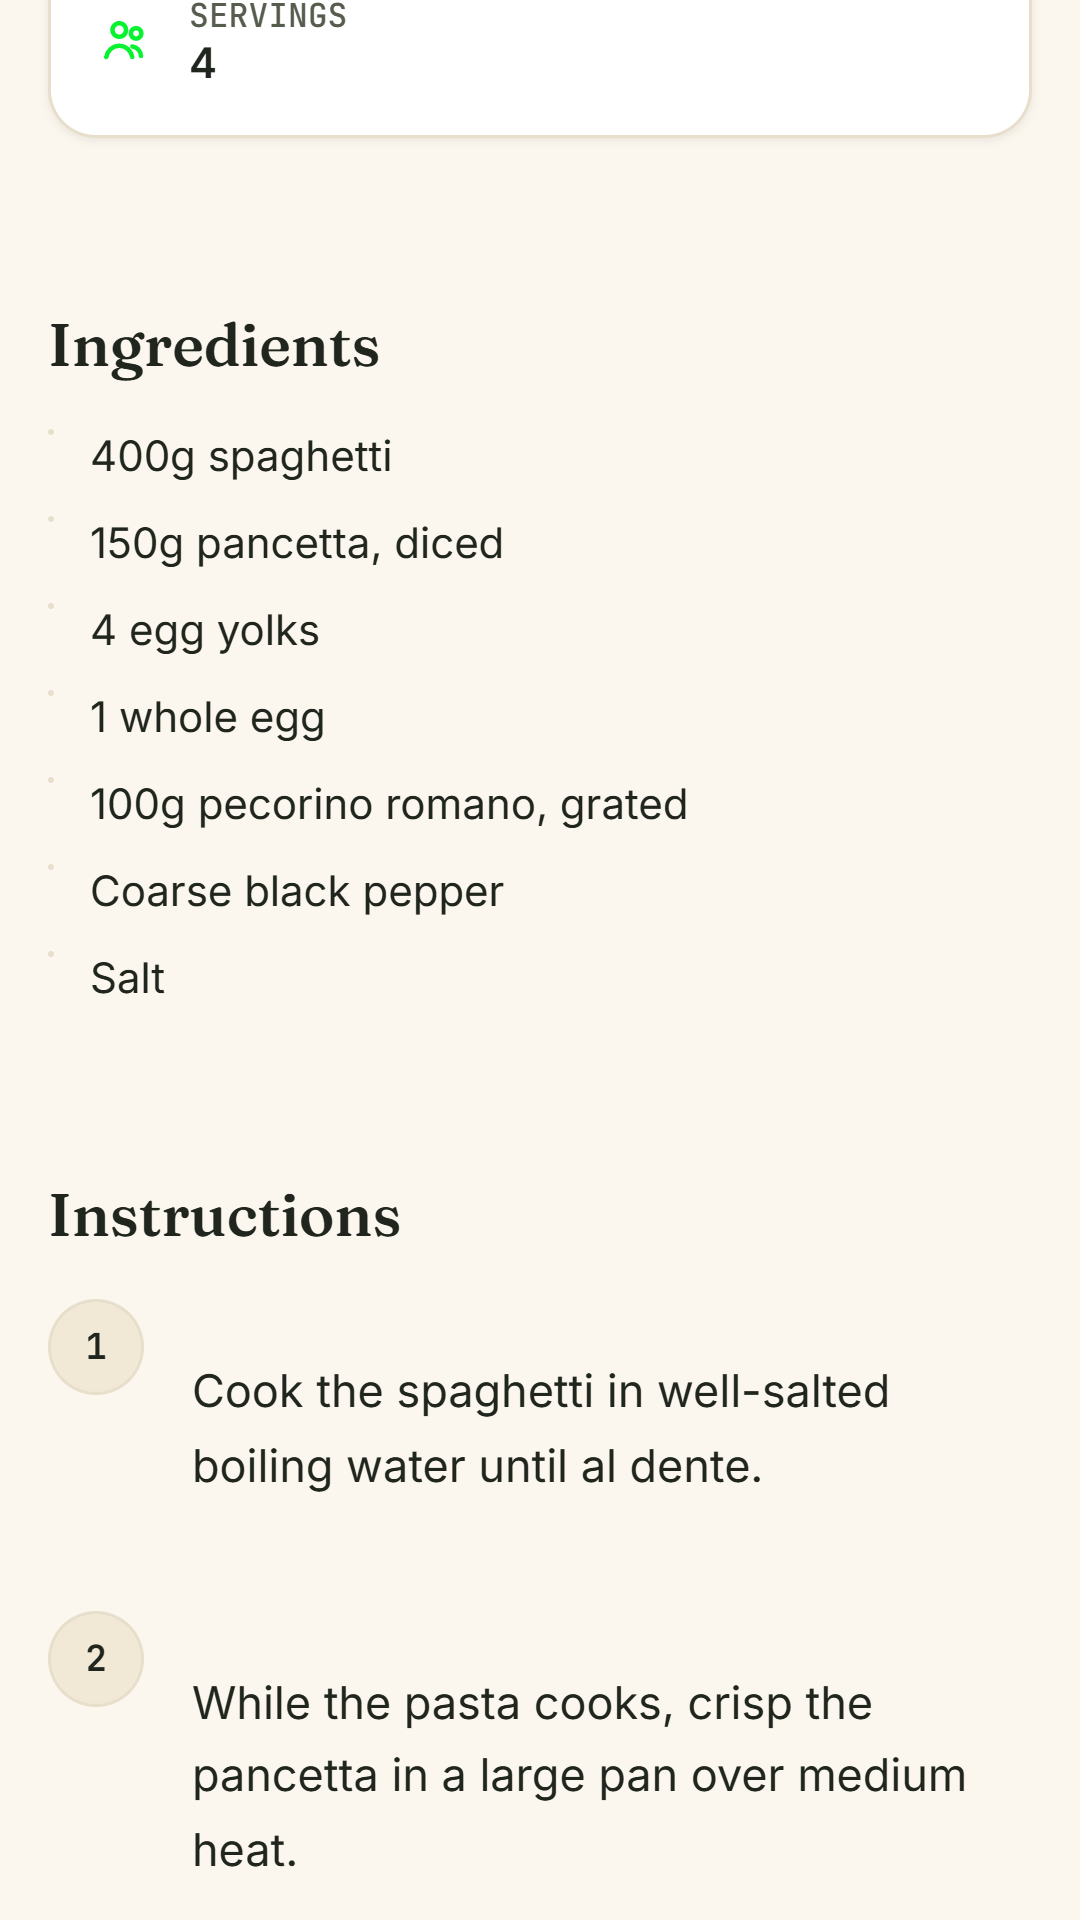 SERVINGS
4
Ingredients
400g spaghetti
150g pancetta, diced
4 egg yolks
1 whole egg
100g pecorino romano, grated
Coarse black pepper
Salt
Instructions
1
Cook the spaghetti in well-salted
boiling water until al dente.
2
While the pasta cooks, crisp the
pancetta in a large pan over medium
heat.